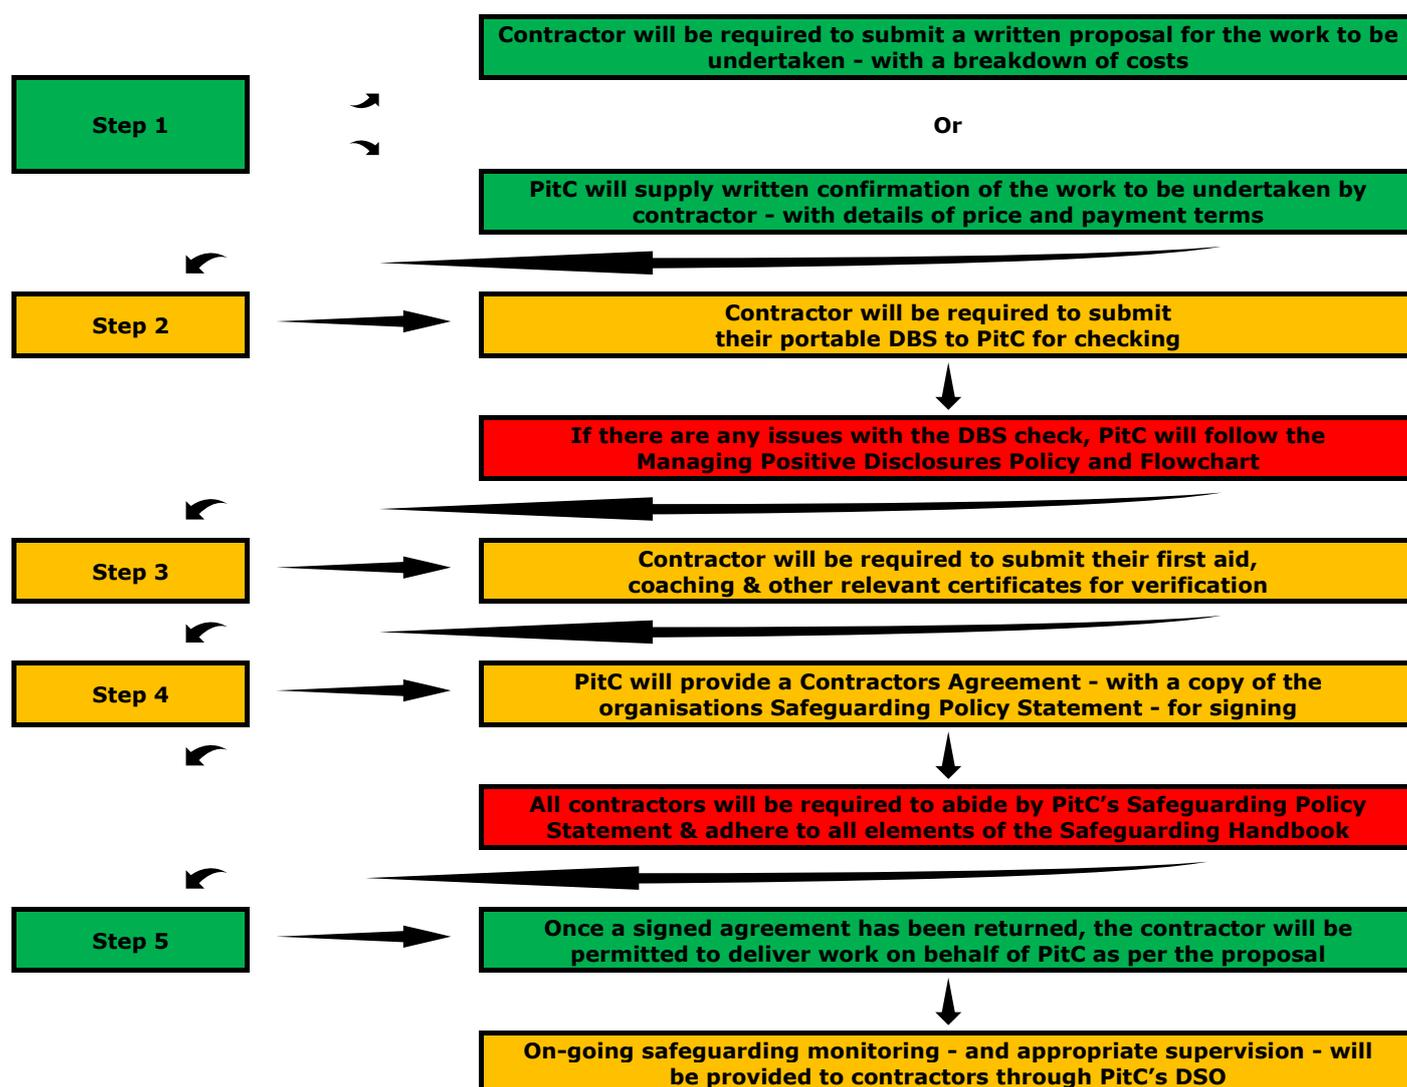 Contractor will be required to submit a written proposal for the work to be
undertaken - with a breakdown of costs
Step 1
Or
PitC will supply written confirmation of the work to be undertaken by
contractor - with details of price and payment terms
Step 2
Contractor will be required to submit
their portable DBS to PitC for checking
If there are any issues with the DBS check, PitC will follow the
Managing Positive Disclosures Policy and Flowchart
Step 3
Contractor will be required to submit their first aid,
coaching & other relevant certificates for verification
Step 4
PitC will provide a Contractors Agreement - with a copy of the
organisations Safeguarding Policy Statement - for signing
All contractors will be required to abide by PitC’s Safeguarding Policy
Statement & adhere to all elements of the Safeguarding Handbook
Step 5
Once a signed agreement has been returned, the contractor will be
permitted to deliver work on behalf of PitC as per the proposal
On-going safeguarding monitoring - and appropriate supervision - will
be provided to contractors through PitC’s DSO